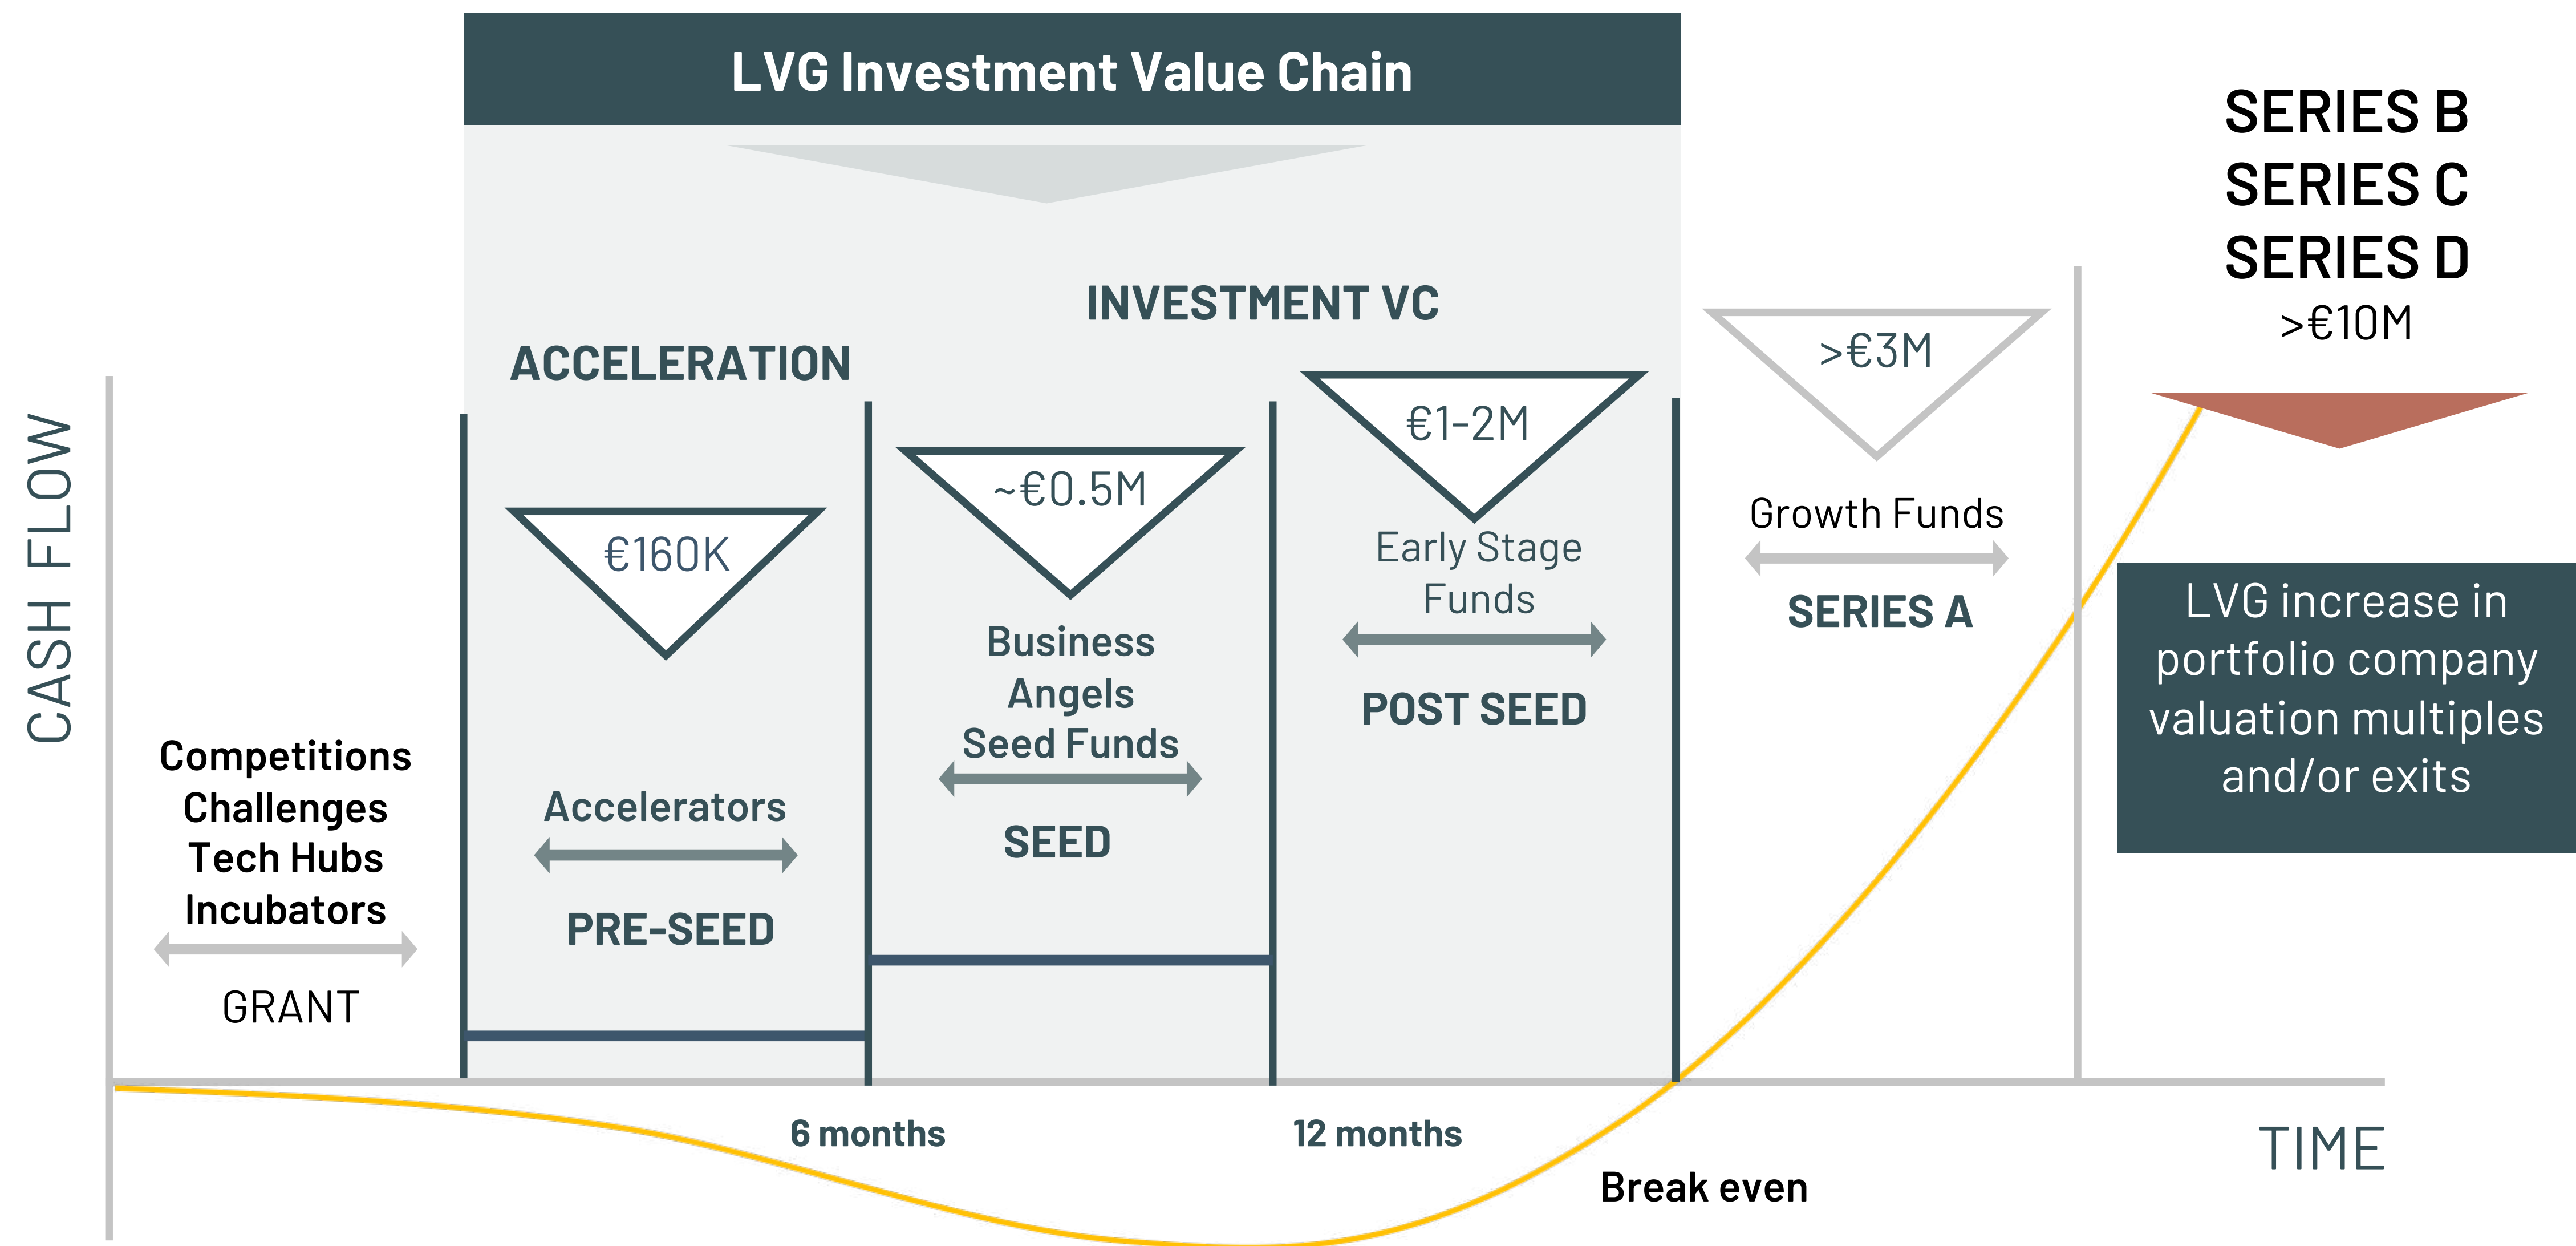 LVG Investment Value Chain
SERIES B
SERIES C
SERIES D
>€10M
INVESTMENT VC
ACCELERATION
CASH FLOW
Competitions
Challenges
Tech Hubs
Incubators
GRANT
€160K
Accelerators
PRE-SEED
~€0.5M
Business
Angels
Seed Funds
SEED
€1-2M
Early Stage
Funds
POST SEED
>€3M
Growth Funds
SERIES A
LVG increase in
portfolio company
valuation multiples
and/or exits
6 months
12 months
Break even
TIME